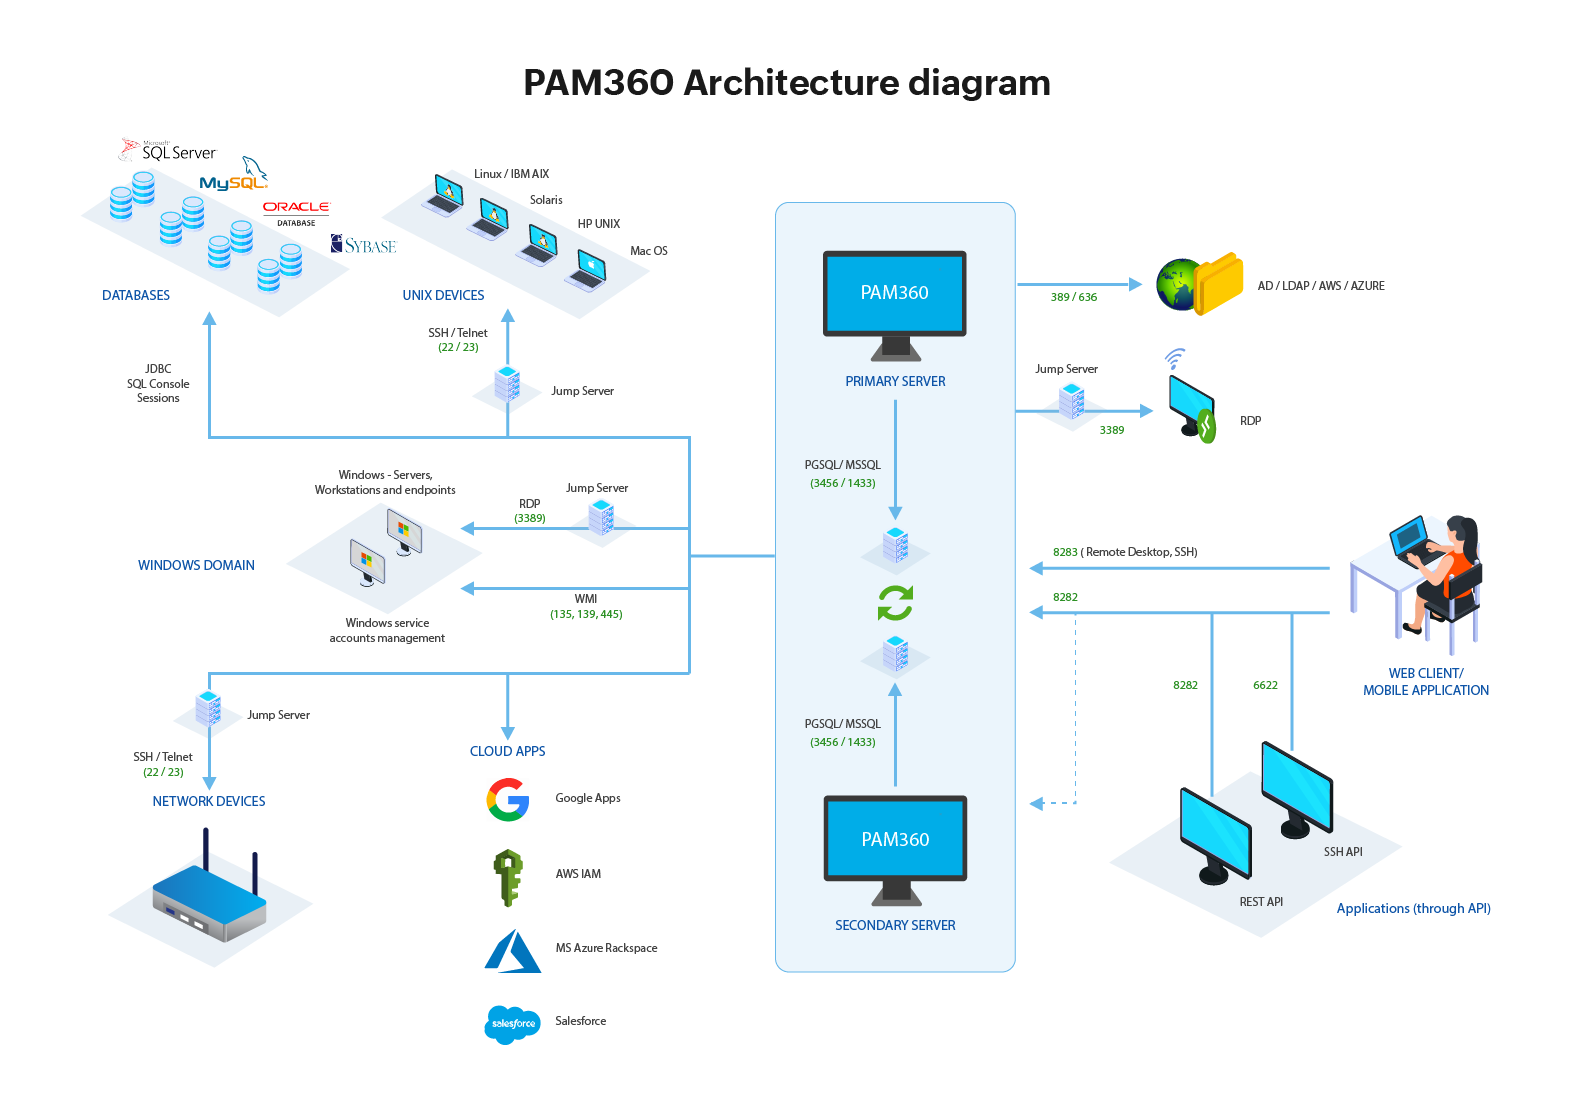 PAM360 Architecture diagram
Microsoft
SQL Server
MySQL
ORACLE
DATABASE
SYBASE
DATABASES
Linux / IBM AIX
Solaris
HP UNIX
Mac OS
UNIX DEVICES
SSH / Telnet
(22 / 23)
Jump Server
JDBC
SQL Console
Sessions
Windows - Servers,
Workstations and endpoints
RDP
(3389)
Jump Server
WINDOWS DOMAIN
WMI
(135, 139, 445)
Windows service
accounts management
Jump Server
SSH / Telnet
(22 / 23)
NETWORK DEVICES
CLOUD APPS
Google Apps
AWS IAM
MS Azure Rackspace
salesforce
Salesforce
PAM360
PRIMARY SERVER
PGSQL/ MSSQL
(3456 / 1433)
PGSQL/ MSSQL
(3456 / 1433)
PAM360
SECONDARY SERVER
389 / 636
AD / LDAP / AWS / AZURE
Jump Server
3389
RDP
8283 ( Remote Desktop, SSH)
8282
WEB CLIENT/
MOBILE APPLICATION
8282
6622
SSH API
REST API
Applications (through API)